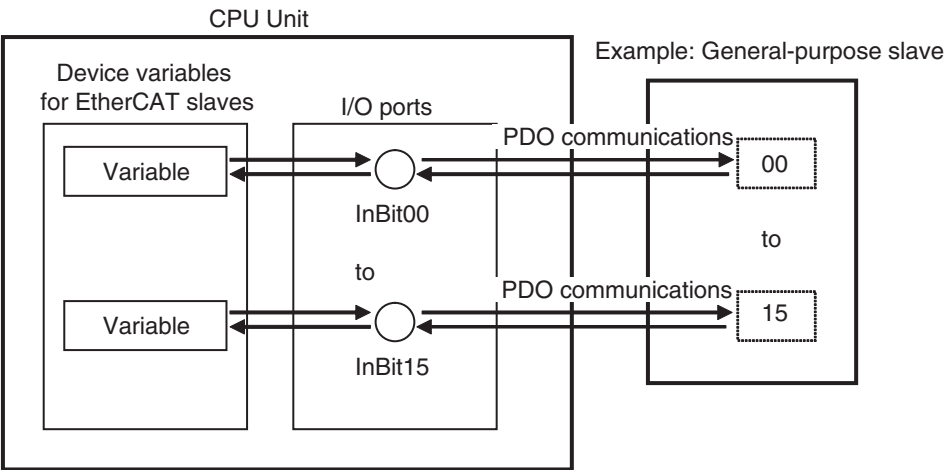 CPU Unit
Example: General-purpose slave
Device variables
for EtherCAT slaves
I/O ports
PDO communications
Variable
00
InBit00
to
to
PDO communications
Variable
15
InBit15